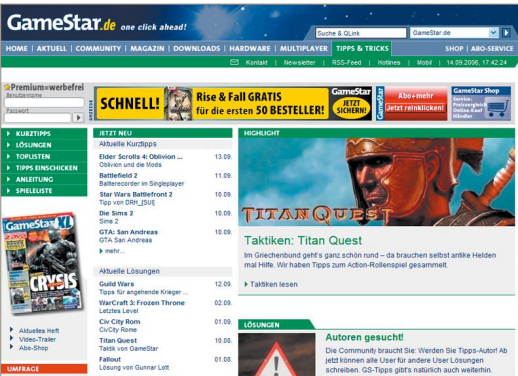 GameStar.de one click ahead!
Suche & QLink
GameStar.de
HOME | AKTUELL | COMMUNITY | MAGAZIN | DOWNLOADS | HARDWARE | MULTIPLAYER TIPPS & TRICKS SHOP | ABO-SERVICE
Kontakt | Newsletter | RSS-Feed | Hotlines | Mobil | 14.09.2006, 17:42:24
Premium=werbefrei
Benutzername
Passwort
ANZEIGE
SCHNELL!
Rise & Fall GRATIS
für die ersten 50 BESTELLER!
GameStar
JETZT
SICHERN!
GameStar
Abo+mehr
Jetzt reinklicken!
GameStar Shop
Service:
Preisvergleich
Online-Kauf
Händler
KURZTIPPS
LÖSUNGEN
TOPLISTEN
TIPPS EINSCHICKEN
ANLEITUNG
SPIELELISTE
GameStar XL
CRYSIS
Aktuelles Heft
Video-Trailer
Abo-Shop
UMFRAGE
JETZT NEU
Aktuelle Kurztipps
Elder Scrolls 4: Oblivion ... 13.09.
Oblivion und die Mods
Battlefield 2 11.09.
Ballterecorder im Singleplayer
Star Wars Battlefront 2 10.09.
Tipp von DRH_[SUI]
Die Sims 2 10.09.
Sims 2
GTA: San Andreas 10.09.
GTA San Andreas
mehr...
Aktuelle Lösungen
Guild Wars 12.09.
Tipps für angehende Krieger ...
WarCraft 3: Frozen Throne 02.09.
Letztes Level
Civ City Rom 01.09.
CivCity Rome
Titan Quest 10.08.
Taktik von GameStar
Fallout 01.08.
Lösung von Gunnar Lott
HIGHLIGHT
TITAN QUEST
Taktiken: Titan Quest
Im Griechenbund geht's ganz schön rund – da brauchen selbst antike Helden
mal Hilfe. Wir haben Tipps zum Action-Rollenspiel gesammelt.
Taktiken lesen
LÖSUNGEN
Autoren gesucht!
Die Community braucht Sie: Werden Sie Tipps-Autor! Ab
jetzt können alle User für andere User Lösungen
schreiben. GS-Tipps gibt's natürlich auch weiterhin.